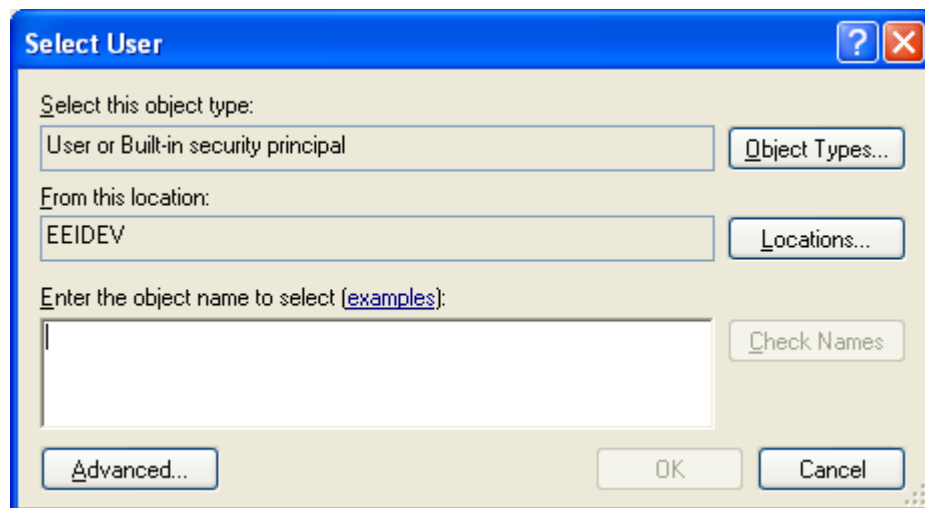 Select User
?
Select this object type:
User or Built-in security principal
Object Types...
From this location:
EEIDEV
Locations...
Enter the object name to select (examples):
Check Names
Advanced...
OK
Cancel